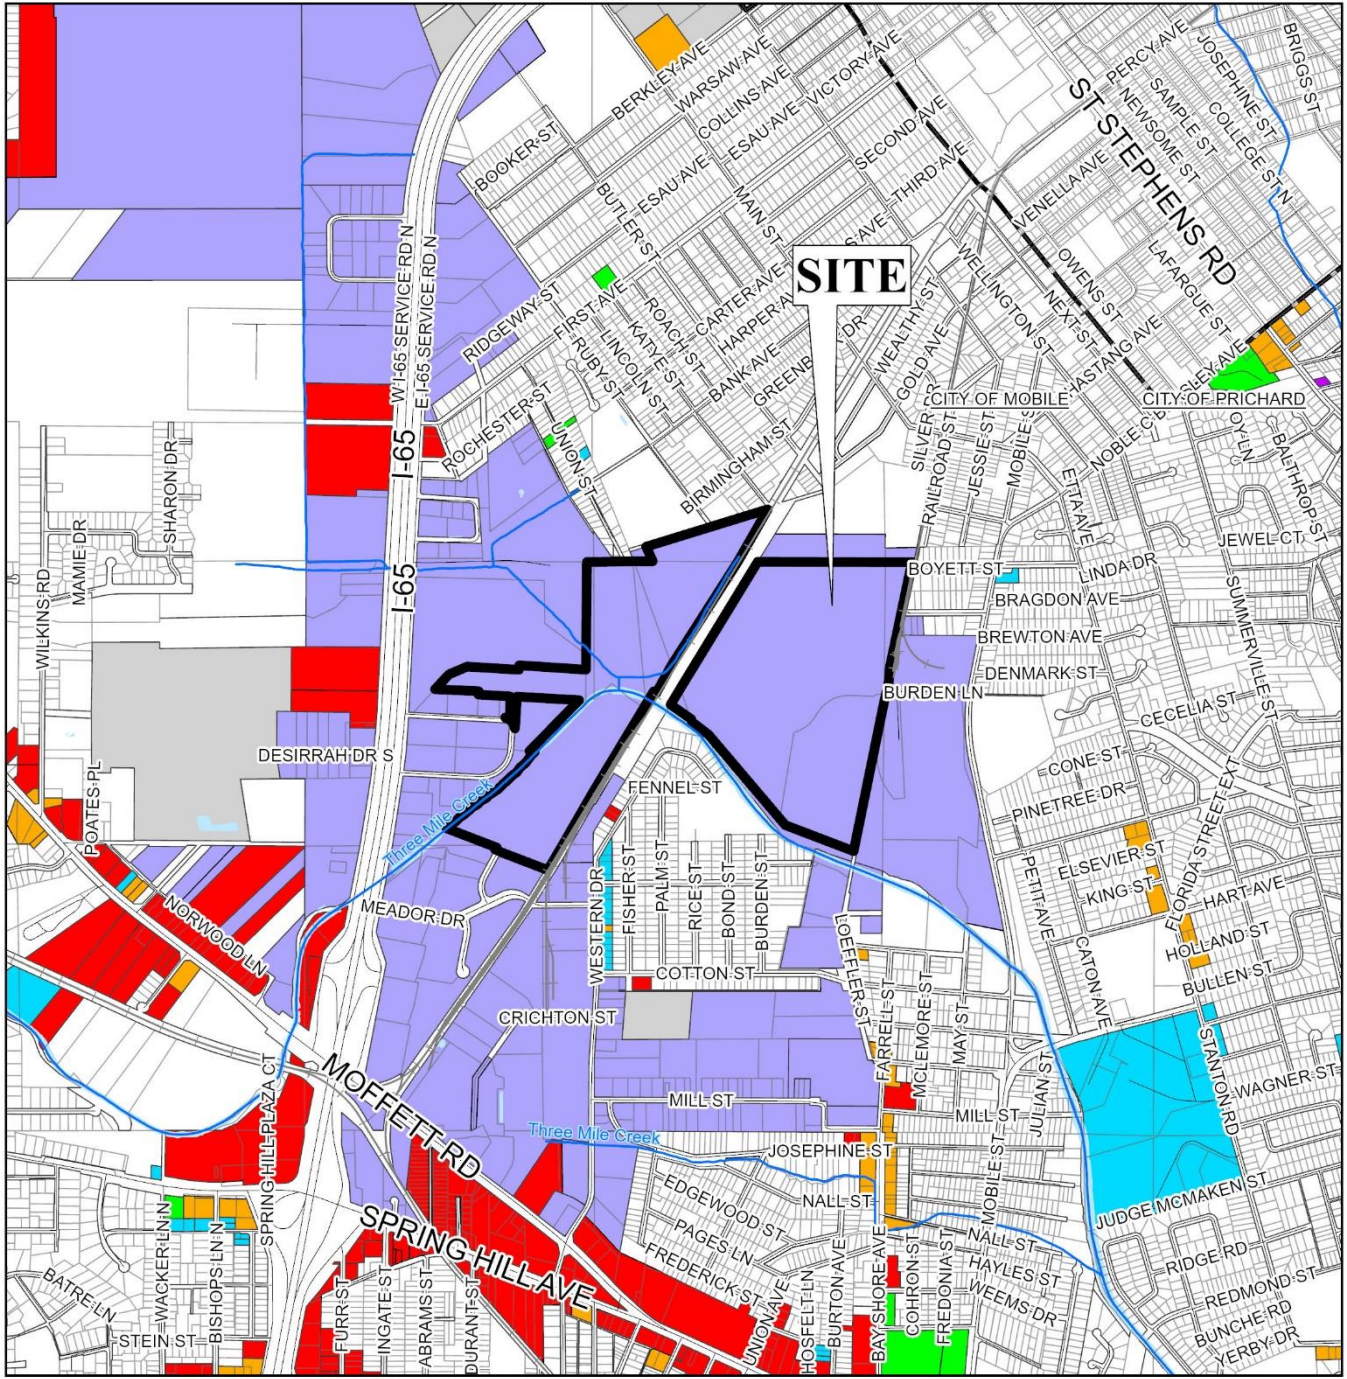 BERKLEY AVE
WARSAW AVE
COLLINS AVE
ESAU AVE
VICTORY AVE
SECOND AVE
THIRD AVE
PERCY AVE
JOSEPHINE ST
BRIGGS ST
SAMPLE ST
NEWSOME ST
COLLEGE ST N
ST STEPHENS RD
VENELLA AVE
LAFARGUE ST
OWENS ST
NEXT ST
WELLINGTON ST
HASTANG AVE
BOOKER ST
BUTLER ST
ESAU AVE
MAIN ST
W I-65 SERVICE RD N
E I-65 SERVICE RD N
SITE
RIDGEWAY ST
FIRST AVE
RUBY ST
LINCOLN ST
KATYE ST
ROACH ST
CARTER AVE
BANK AVE
WEALTHY ST
GOLD AVE
CITY OF MOBILE
CITY OF PRICHARD
ROCHESTER ST
UNION ST
BIRMINGHAM ST
RAILROAD ST
JESSIE ST
ETTA AVE
BALTHROP ST
I-65
I-65
SHARON DR
MAMIE DR
WILKINS RD
JEWEL CT
BOYETT ST
LINDA DR
BRAGDON AVE
SUMMERVILLE ST
BREWTON AVE
DENMARK ST
BURDEN LN
CECELIA ST
DESIRRAH DR S
CONE ST
POATES PL
FENNEL ST
PINETREE DR
Three Mile Creek
FLORIDA STREET EXT
ELSEVIER ST
KING ST
HART AVE
PETIT AVE
NORWOOD LN
MEADOR DR
WESTERN DR
FISHER ST
PALM ST
RICE ST
BOND ST
BURDEN ST
LOEFFLER ST
HOLLAND ST
BULLEN ST
CATON AVE
COTTON ST
CRICHTON ST
FARRELL ST
MCLEMORE ST
MAY ST
JULIAN ST
STANTON RD
WAGNER ST
MOFFETT RD
SPRING HILL PLAZA CT
MILL ST
MILL ST
Three Mile Creek
JOSEPHINE ST
EDGEWOOD ST
NALL ST
MOBILE ST
JUDGE MCMAKEN ST
PAGES LN
NALL ST
HAYLES ST
RIDGE RD
SPRING HILL AVE
FREDERICK ST
WEEMS DR
REDMOND ST
BATRE LN
WACKER LN N
BISHOPS LN N
STEIN ST
FURR ST
INGATE ST
ABRAMS ST
DURANT ST
UNION AVE
HOSFELT LN
BURTON AVE
BAY SHORE AVE
COHRON ST
FREDONIA ST
BUNCHE RD
YERBY DR